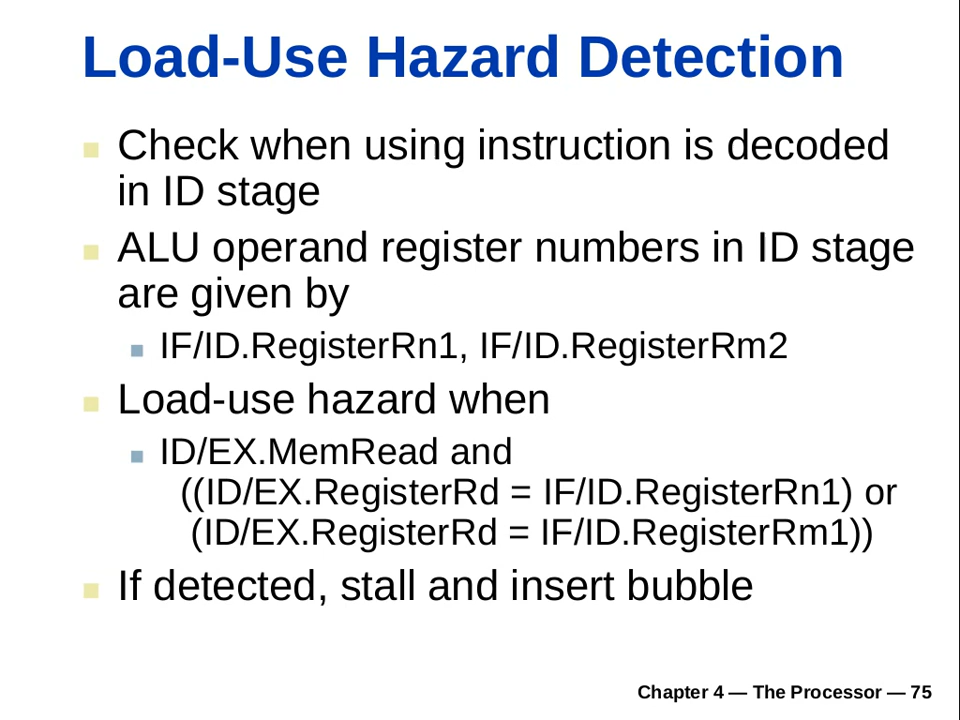 Load-Use Hazard Detection
Check when using instruction is decoded
in ID stage
ALU operand register numbers in ID stage
are given by
IF/ID.RegisterRn1, IF/ID.RegisterRm2
Load-use hazard when
ID/EX.MemRead and
((ID/EX.RegisterRd = IF/ID.RegisterRn1) or
(ID/EX.RegisterRd = IF/ID.RegisterRm1))
If detected, stall and insert bubble
Chapter 4 — The Processor — 75